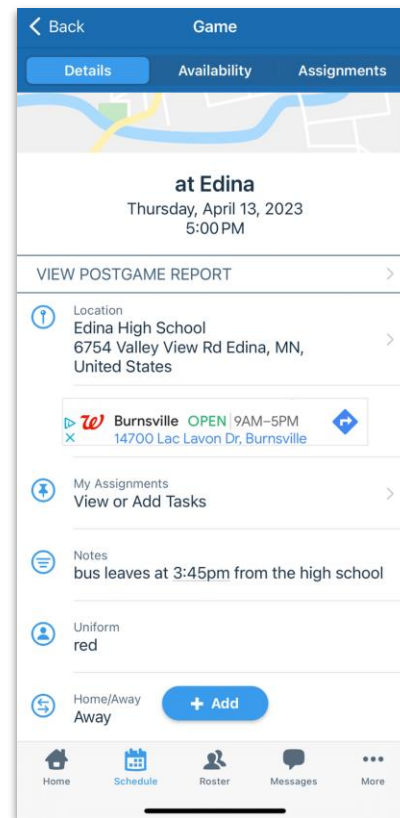 Back
Game
Details
Availability
Assignments
at Edina
Thursday, April 13, 2023
5:00 PM
VIEW POSTGAME REPORT
Location
Edina High School
6754 Valley View Rd Edina, MN,
United States
W Burnsville OPEN 9AM–5PM
14700 Lac Lavon Dr, Burnsville
My Assignments
View or Add Tasks
Notes
bus leaves at 3:45pm from the high school
Uniform
red
Home/Away
Away
+ Add
Home
Schedule
Roster
Messages
More